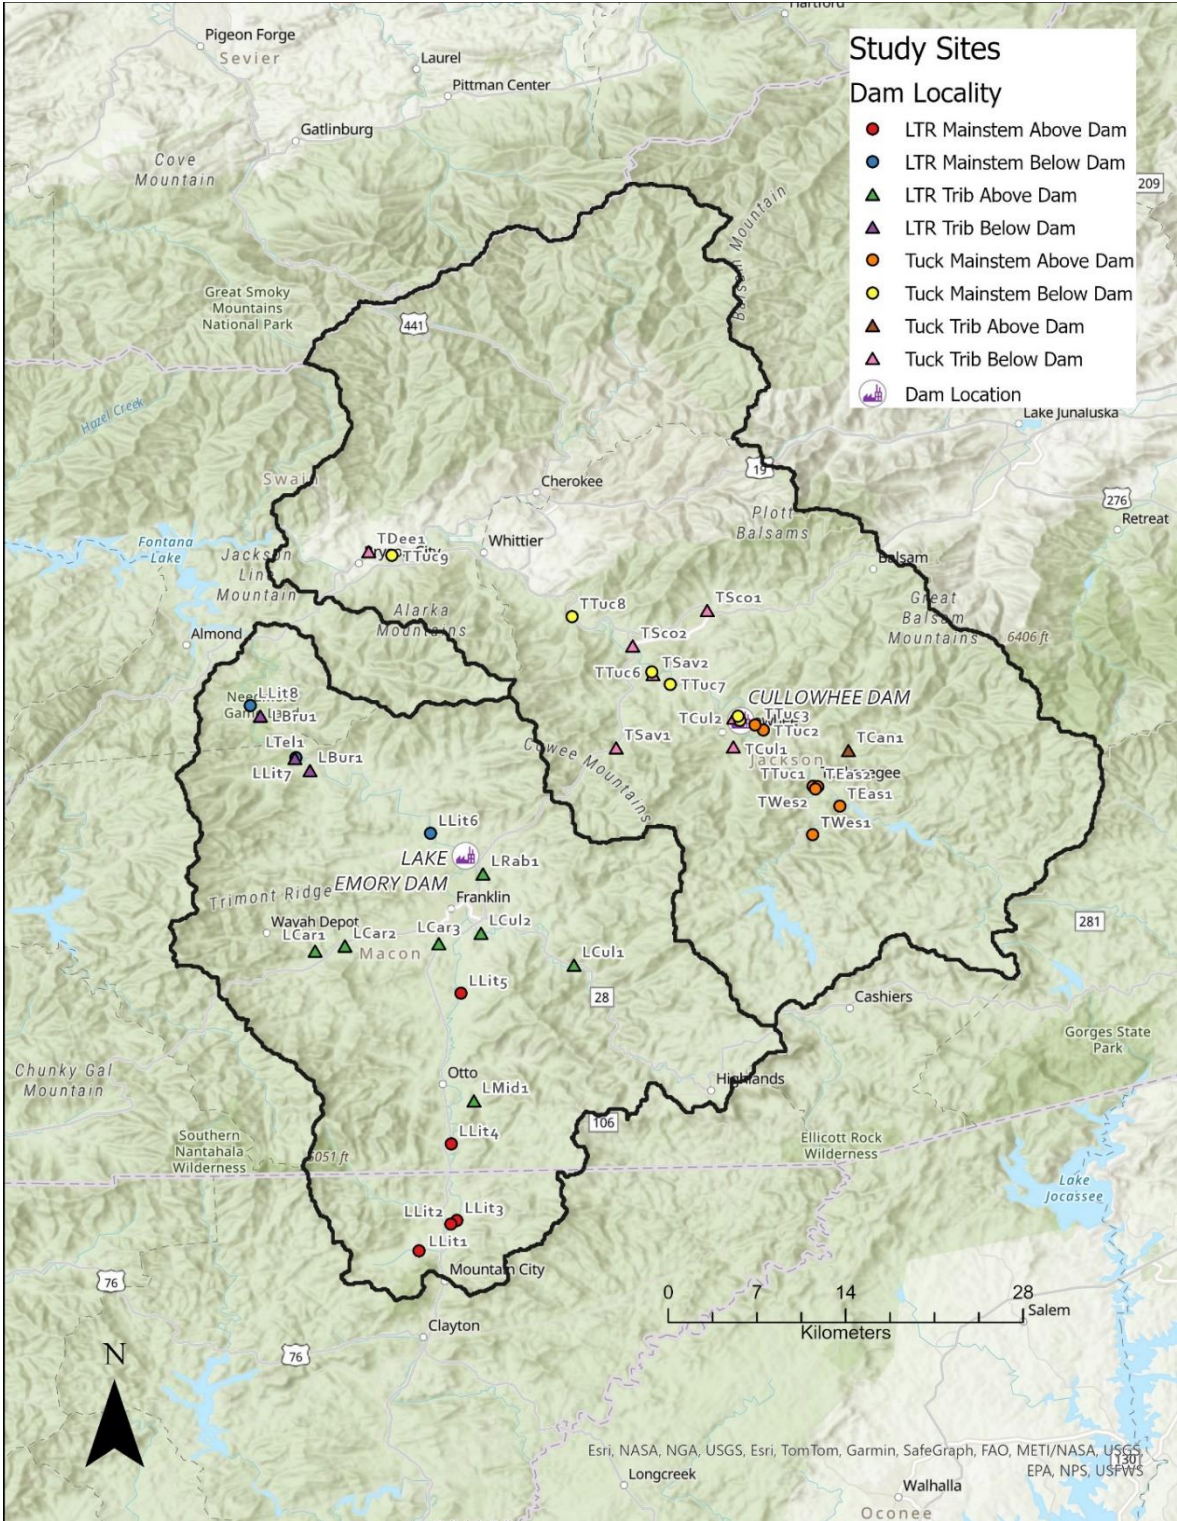 Hartford
Pigeon Forge
Sevier
Laurel
Pittman Center
Gatlinburg
Cove
Mountain
Study Sites
Dam Locality
LTR Mainstem Above Dam
LTR Mainstem Below Dam
LTR Trib Above Dam
LTR Trib Below Dam
Tuck Mainstem Above Dam
Tuck Mainstem Below Dam
Tuck Trib Above Dam
Tuck Trib Below Dam
Dam Location
209
Balsam Mountain
Great Smoky
Mountains
National Park
441
Hazel Creek
Lake Junaluska
19
Swain
Cherokee
276
Retreat
Plott
Balsams
Fontana
Lake
Whittier
TDee1
TTuc9
Jackson
Line
Mountain
Balsam
Great
Balsam
Mountains
6406 ft
Alarka
Mountains
Almond
TTuc8
TSco1
TSco2
TTuc6
TSav2
TTuc7
LLit8
LBru1
CULLOWHEE DAM
TCul2
TTuc3
TTuc2
TSav1
TCul1
TCan1
Jackson
Cowee Mountains
LTel1
LLit7
LBur1
TTuc1
TEas2
TWes2
TEas1
TWes1
LLit6
LAKE
EMORY DAM
LRab1
Trimont Ridge
Franklin
Wayah Depot
LCar1
LCar2
LCar3
LCul2
Macon
LCul1
281
LLit5
28
Cashiers
Gorges State
Park
Chunky Gal
Mountain
Otto
LMid1
Highlands
106
LLit4
Southern
Nantahala
Wilderness
5051 ft
Ellicott Rock
Wilderness
Lake
Jocassee
LLit2
LLit3
LLit1
Mountain City
76
0 7 14 28
Kilometers
Salem
Clayton
76
N
Esri, NASA, NGA, USGS, Esri, TomTom, Garmin, SafeGraph, FAO, METI/NASA, USGS,
EPA, NPS, USFWS
130
Longcreek
Walhalla
Oconee